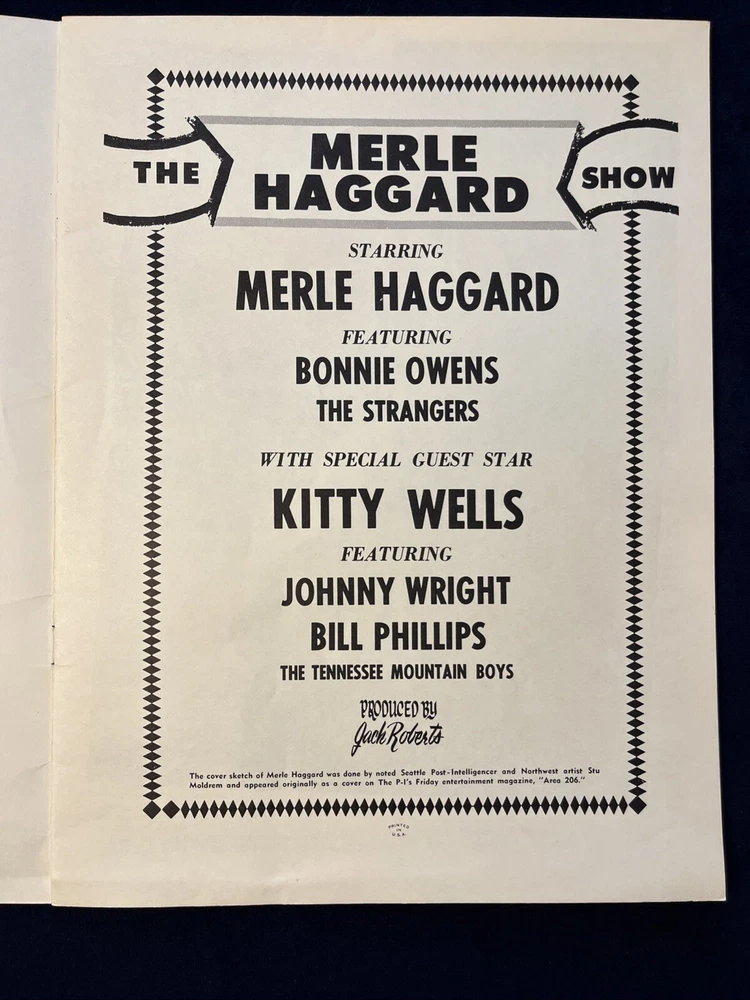 THE MERLE SHOW
HAGGARD
STARRING
MERLE HAGGARD
FEATURING
BONNIE OWENS
THE STRANGERS
WITH SPECIAL GUEST STAR
KITTY WELLS
FEATURING
JOHNNY WRIGHT
BILL PHILLIPS
THE TENNESSEE MOUNTAIN BOYS
PRODUCED BY
Jack Roberts
The cover sketch of Merle Haggard was done by noted Seattle Post-Intelligencer and Northwest artist Stu
Moldrem and appeared originally as a cover on The P-I's Friday entertainment magazine, "Area 206."
PRINTED
IN
U.S.A.